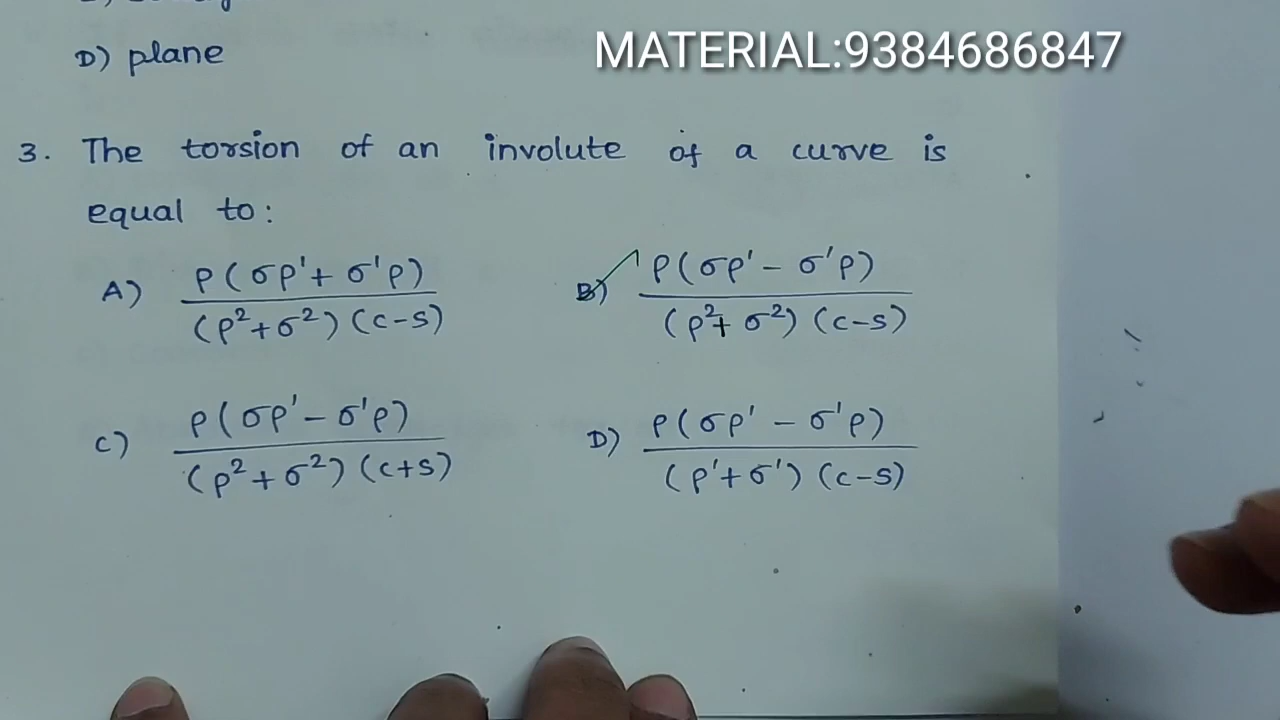 D) plane
MATERIAL:9384686847
3. The torsion of an involute of a curve is
equal to:
A) ρ(σρ'+ σ'ρ) / (ρ²+σ²)(c-s)
B) ρ(σρ' - σ'ρ) / (ρ²+ σ²)(c-s)
C) ρ(σρ' - σ'ρ) / (ρ²+σ²)(c+s)
D) ρ(σρ' - σ'ρ) / (ρ'+σ')(c-s)